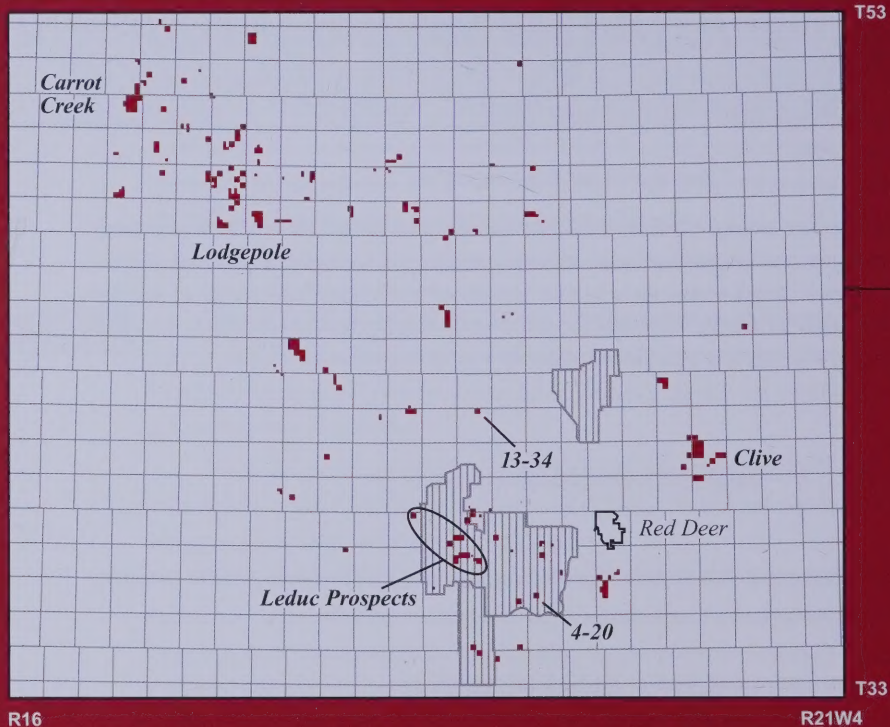 T53
Carrot
Creek
Lodgepole
13-34
Clive
Red Deer
Leduc Prospects
4-20
T33
R16
R21W4